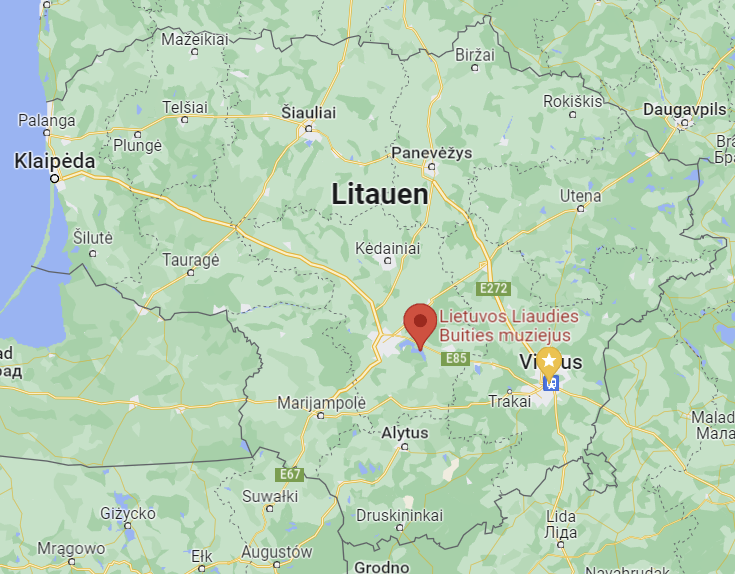 Mažeikiai
Biržai
Telšiai
Šiauliai
Rokiškis
Daugavpils
Palanga
Plungė
Panevėžys
Klaipėda
Litauen
Utena
Šilutė
Kėdainiai
Tauragė
E272
Lietuvos Liaudies
Buities muziejus
E85
Trakai
Marijampolė
Alytus
E67
Suwałki
Giżycko
Druskininkai
Lida
Ліда
Mrągowo
Ełk
Augustów
Grodno